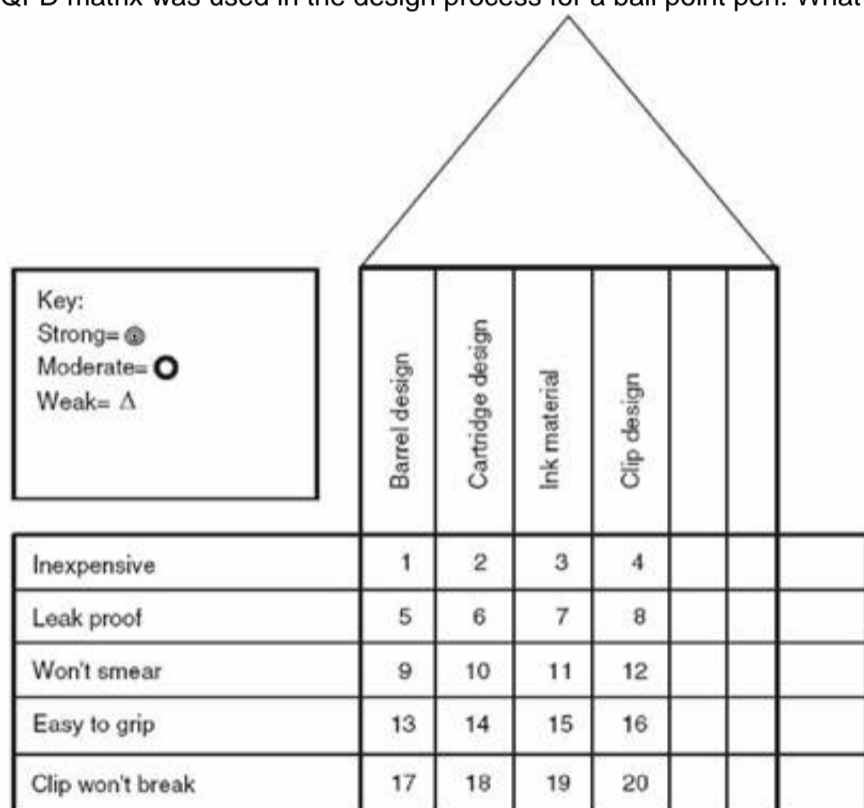 QFD matrix was used in the design process for a ball point pen. What
Key:
Strong=
Moderate=
Weak= Δ
Barrel design
Cartridge design
Ink material
Clip design
Inexpensive 1 2 3 4
Leak proof 5 6 7 8
Won't smear 9 10 11 12
Easy to grip 13 14 15 16
Clip won't break 17 18 19 20